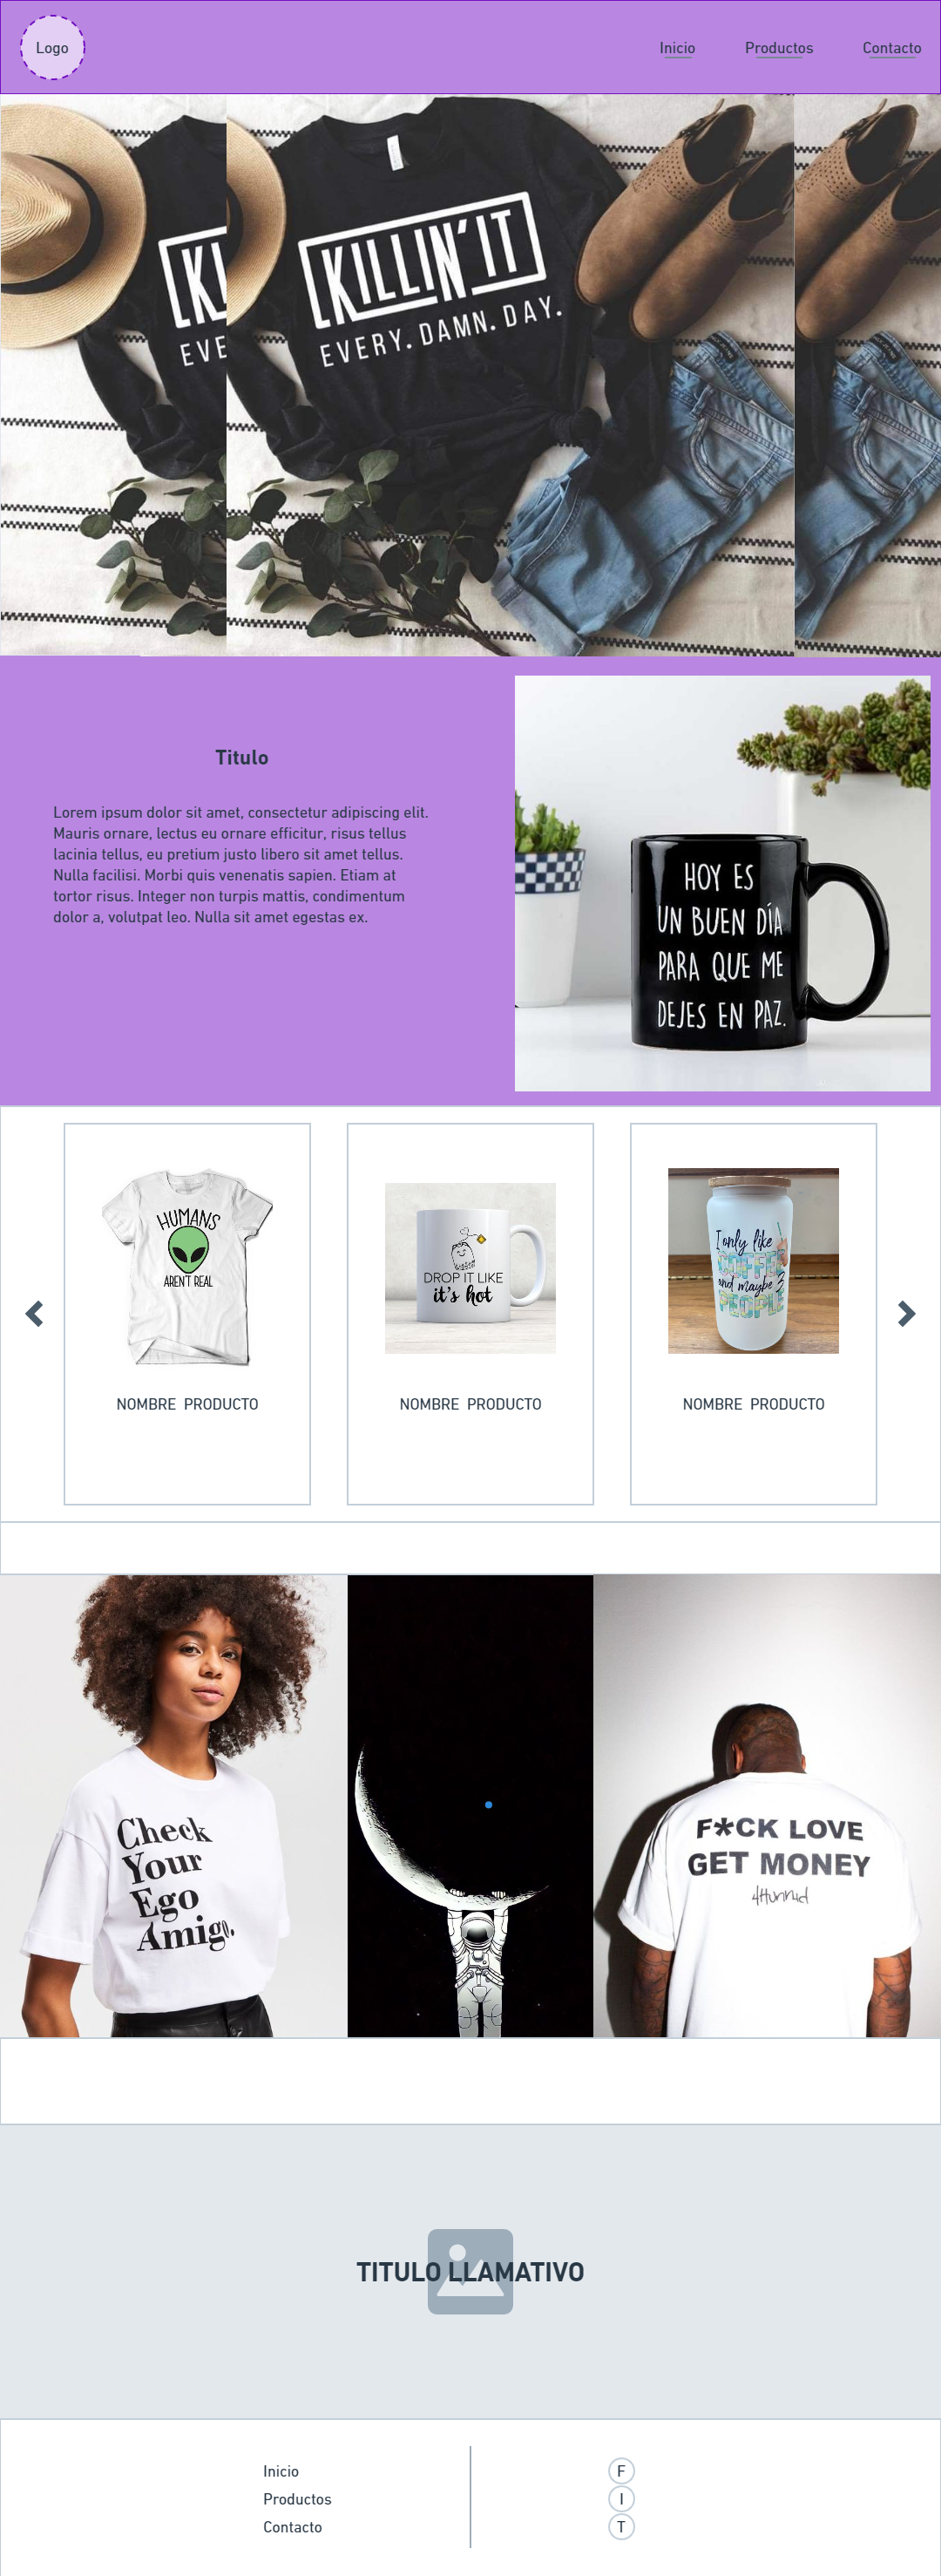 Logo
Inicio Productos Contacto
KI
EVE
KILLIN'IT
EVERY. DAMN. DAY.
Titulo
Lorem ipsum dolor sit amet, consectetur adipiscing elit.
Mauris ornare, lectus eu ornare efficitur, risus tellus
lacinia tellus, eu pretium justo libero sit amet tellus.
Nulla facilisi. Morbi quis venenatis sapien. Etiam at
tortor risus. Integer non turpis mattis, condimentum
dolor a, volutpat leo. Nulla sit amet egestas ex.
HOY ES
UN BUEN DÍA
PARA QUE ME
DEJES EN PAZ.
HUMANS
AREN'T REAL
DROP IT LIKE
it's hot
I only like
COFFEE
and maybe 3
PEOPLE
NOMBRE PRODUCTO
NOMBRE PRODUCTO
NOMBRE PRODUCTO
Check
Your
Ego
Amigo.
F*CK LOVE
GET MONEY
TITULO LLAMATIVO
Inicio
Productos
Contacto
F
I
T